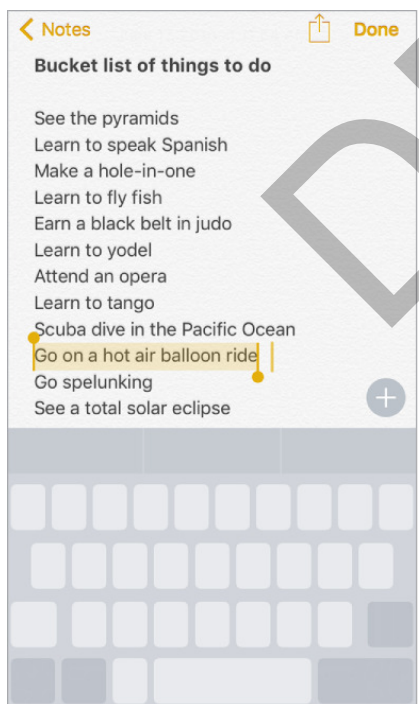 Notes
Done
Bucket list of things to do
See the pyramids
Learn to speak Spanish
Make a hole-in-one
Learn to fly fish
Earn a black belt in judo
Learn to yodel
Attend an opera
Learn to tango
Scuba dive in the Pacific Ocean
Go on a hot air balloon ride
Go spelunking
See a total solar eclipse